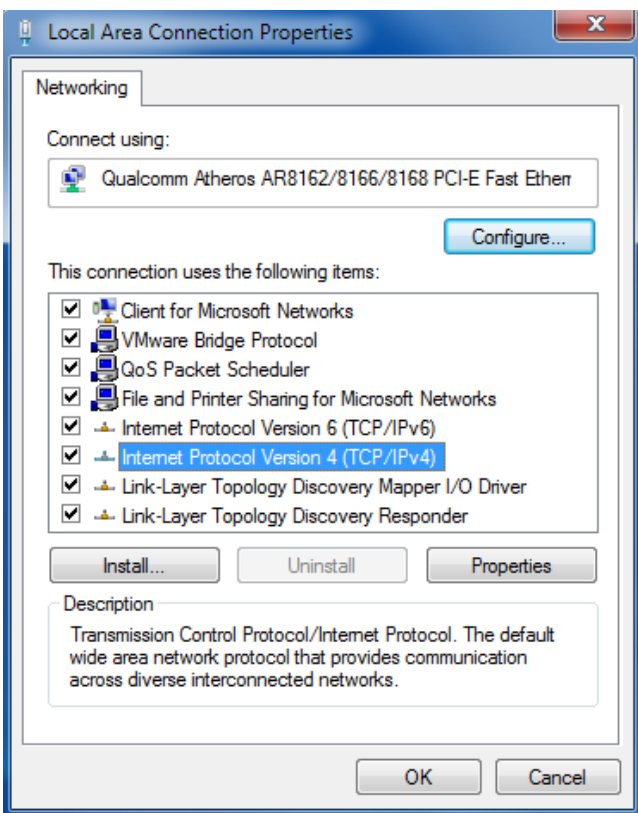 Local Area Connection Properties
Networking
Connect using:
Qualcomm Atheros AR8162/8166/8168 PCI-E Fast Ethern
Configure...
This connection uses the following items:
Client for Microsoft Networks
VMware Bridge Protocol
QoS Packet Scheduler
File and Printer Sharing for Microsoft Networks
Internet Protocol Version 6 (TCP/IPv6)
Internet Protocol Version 4 (TCP/IPv4)
Link-Layer Topology Discovery Mapper I/O Driver
Link-Layer Topology Discovery Responder
Install...
Uninstall
Properties
Description
Transmission Control Protocol/Internet Protocol. The default
wide area network protocol that provides communication
across diverse interconnected networks.
OK
Cancel